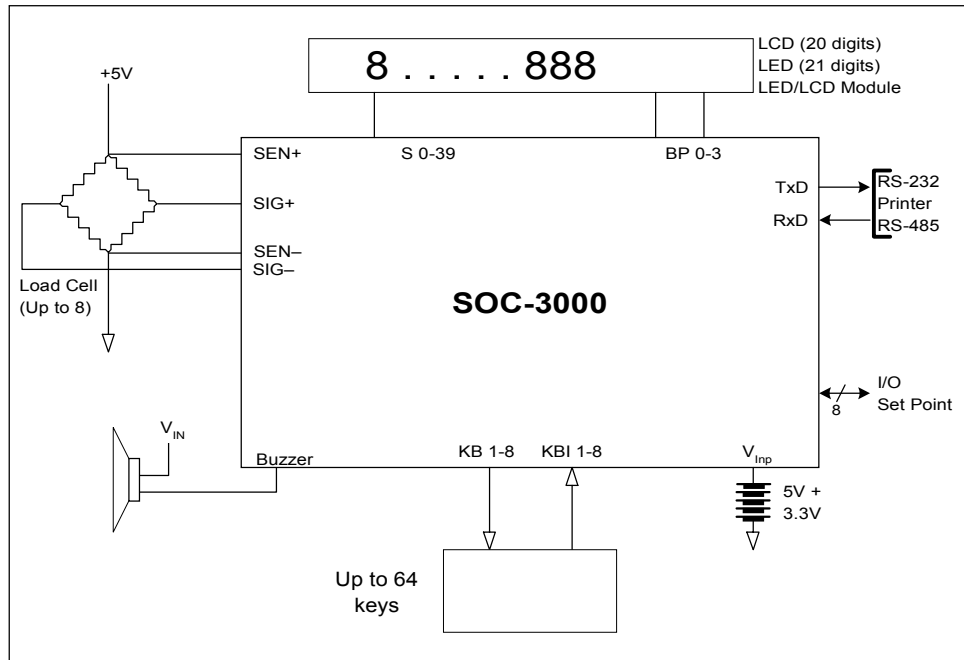 LCD (20 digits)
8 . . . . . 888
LED (21 digits)
LED/LCD Module
+5V
SEN+
S 0-39
BP 0-3
TxD
RS-232
SIG+
Printer
RxD
RS-485
SEN–
SIG–
Load Cell
(Up to 8)
SOC-3000
I/O
8
Set Point
VIN
Buzzer
KB 1-8
KBI 1-8
VInp
5V +
3.3V
Up to 64
keys